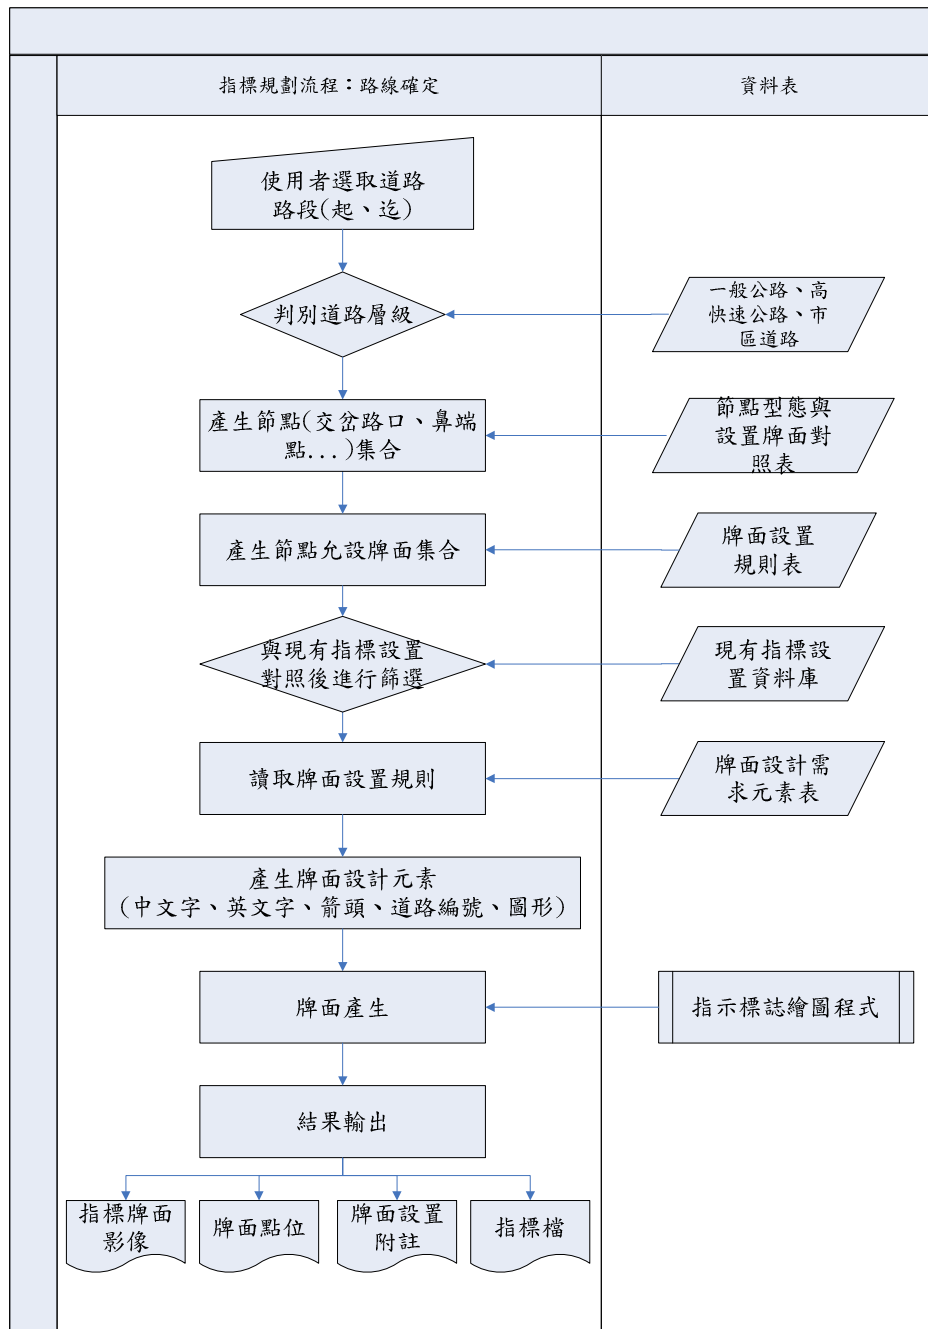 指標規劃流程：路線確定
資料表
使用者選取道路
路段(起、迄)
判別道路層級
一般公路、高
快速公路、市
區道路
產生節點(交岔路口、鼻端
點...)集合
節點型態與
設置牌面對
照表
產生節點允設牌面集合
牌面設置
規則表
與現有指標設置
對照後進行篩選
現有指標設
置資料庫
讀取牌面設置規則
牌面設計需
求元素表
產生牌面設計元素
(中文字、英文字、箭頭、道路編號、圖形)
牌面產生
指示標誌繪圖程式
結果輸出
指標牌面
影像
牌面點位
牌面設置
附註
指標檔